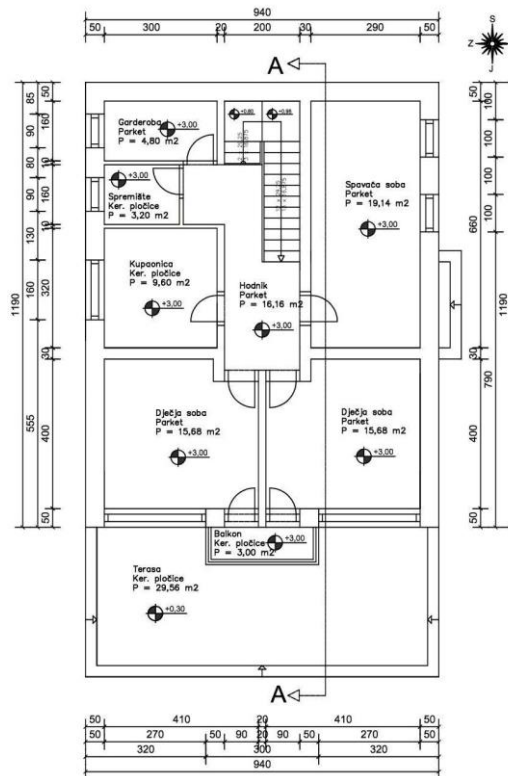 940
50 300 30 200 30 290 50
A
S
Z
J
Garderoba
Parket
P = 4,80 m2
+3,00
+3,00
Spremište
Ker. pločice
P = 3,20 m2
Kupaonica
Ker. pločice
P = 9,60 m2
+3,00
Hodnik
Parket
P = 16,16 m2
+3,00
Spavaća soba
Parket
P = 19,14 m2
+3,00
Dječja soba
Parket
P = 15,68 m2
+3,00
Dječja soba
Parket
P = 15,68 m2
+3,00
Balkon
Ker. pločice
P = 3,00 m2
+3,00
Terasa
Ker. pločice
P = 29,56 m2
+0,30
1190
85 90 80 90 130 160 555
50 160 10 160 10 320 30 400 50
50 660 30 400 50
100 100 100 100 790
1190
A
50 410 20 410 50
50 270 50 90 20 90 50 270 50
320 300 320
940